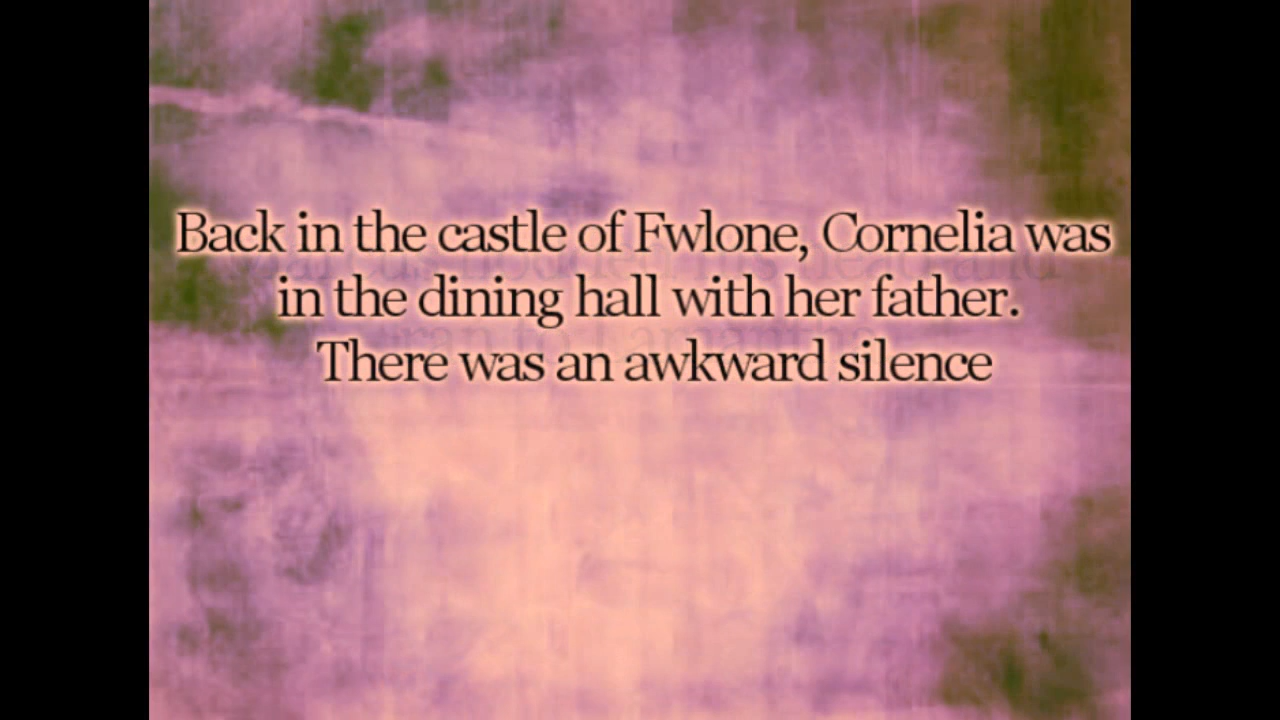 Back in the castle of Fwlone, Cornelia was
in the dining hall with her father.
There was an awkward silence